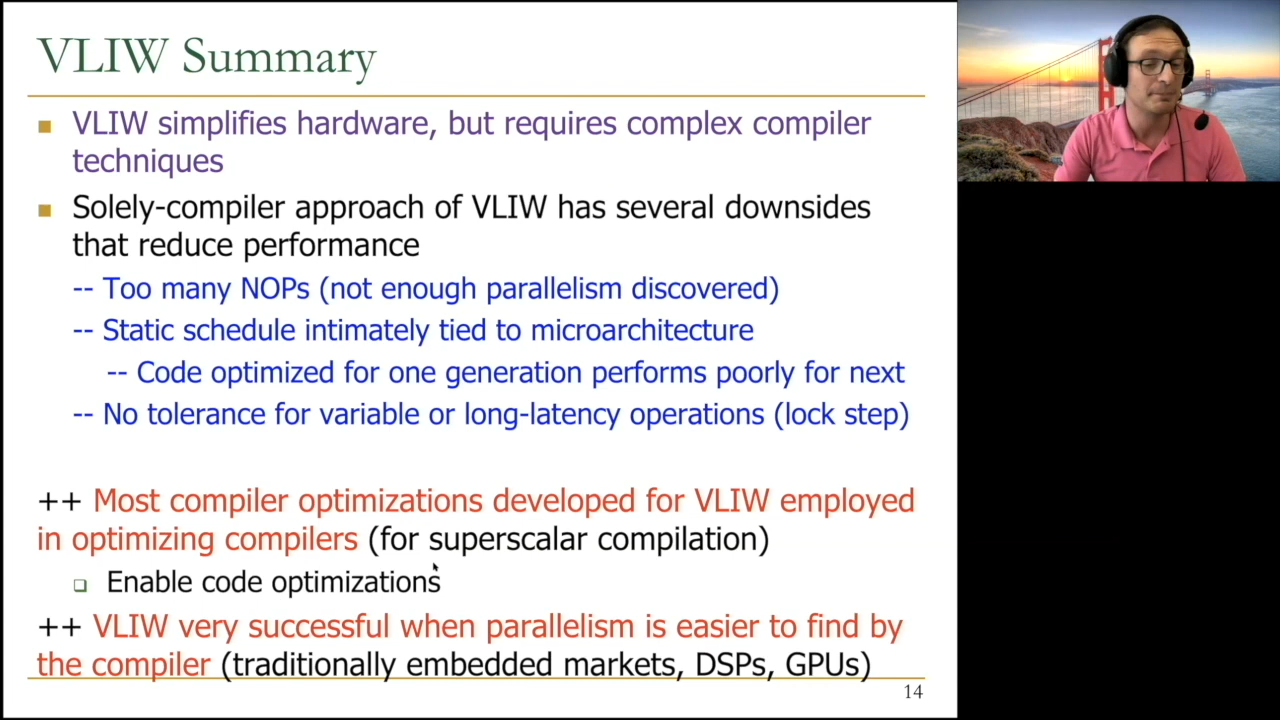 VLIW Summary
VLIW simplifies hardware, but requires complex compiler
techniques
Solely-compiler approach of VLIW has several downsides
that reduce performance
-- Too many NOPs (not enough parallelism discovered)
-- Static schedule intimately tied to microarchitecture
-- Code optimized for one generation performs poorly for next
-- No tolerance for variable or long-latency operations (lock step)
++ Most compiler optimizations developed for VLIW employed
in optimizing compilers (for superscalar compilation)
Enable code optimizations
++ VLIW very successful when parallelism is easier to find by
the compiler (traditionally embedded markets, DSPs, GPUs)
14